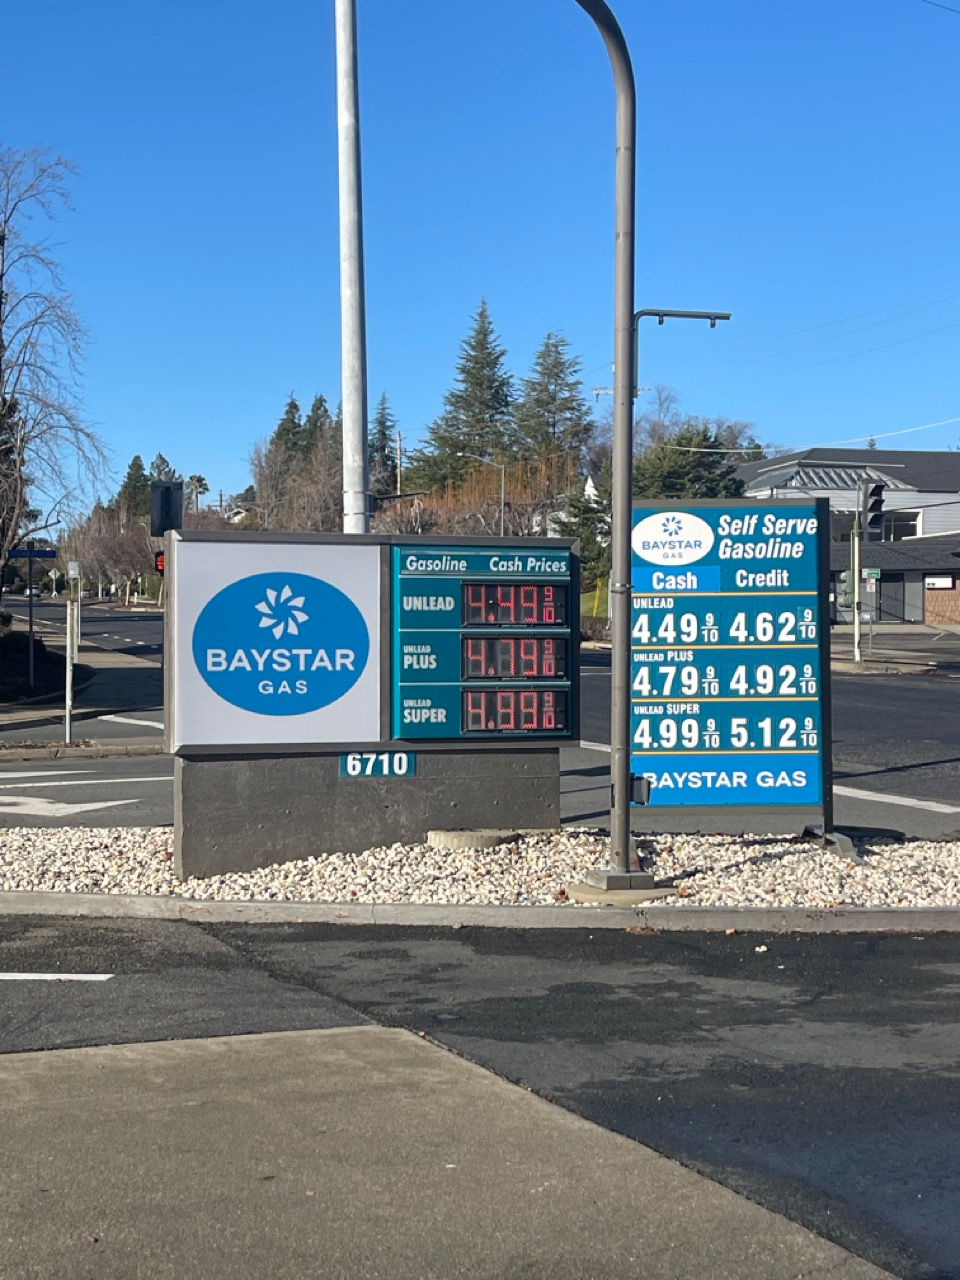 BAYSTAR
GAS
Gasoline Cash Prices
UNLEAD 4.49 9/10
UNLEAD
PLUS 4.79 9/10
UNLEAD
SUPER 4.99 9/10
6710
BAYSTAR
GAS
Self Serve
Gasoline
Cash Credit
UNLEAD
4.49 9/10 4.62 9/10
UNLEAD PLUS
4.79 9/10 4.92 9/10
UNLEAD SUPER
4.99 9/10 5.12 9/10
BAYSTAR GAS